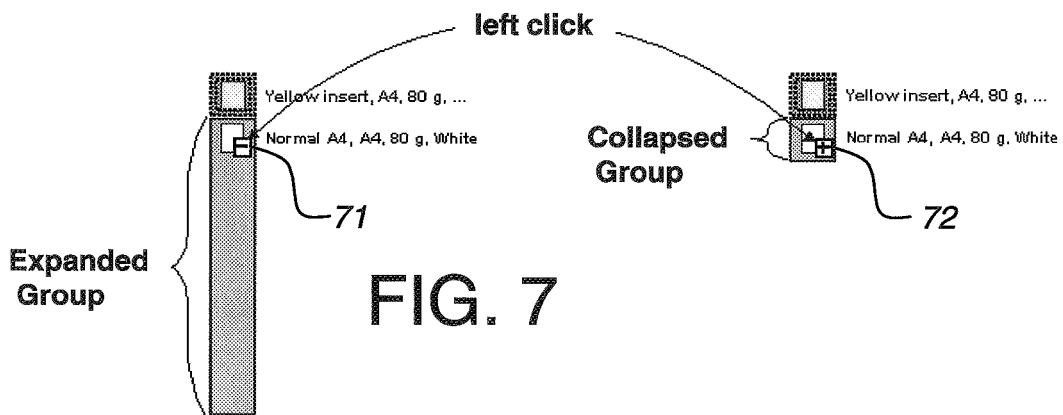 left click
Yellow insert, A4, 80 g, ...
Normal A4, A4, 80 g, White
71
Expanded
Group
FIG. 7
Yellow insert, A4, 80 g, ...
Normal A4, A4, 80 g, White
Collapsed
Group
72